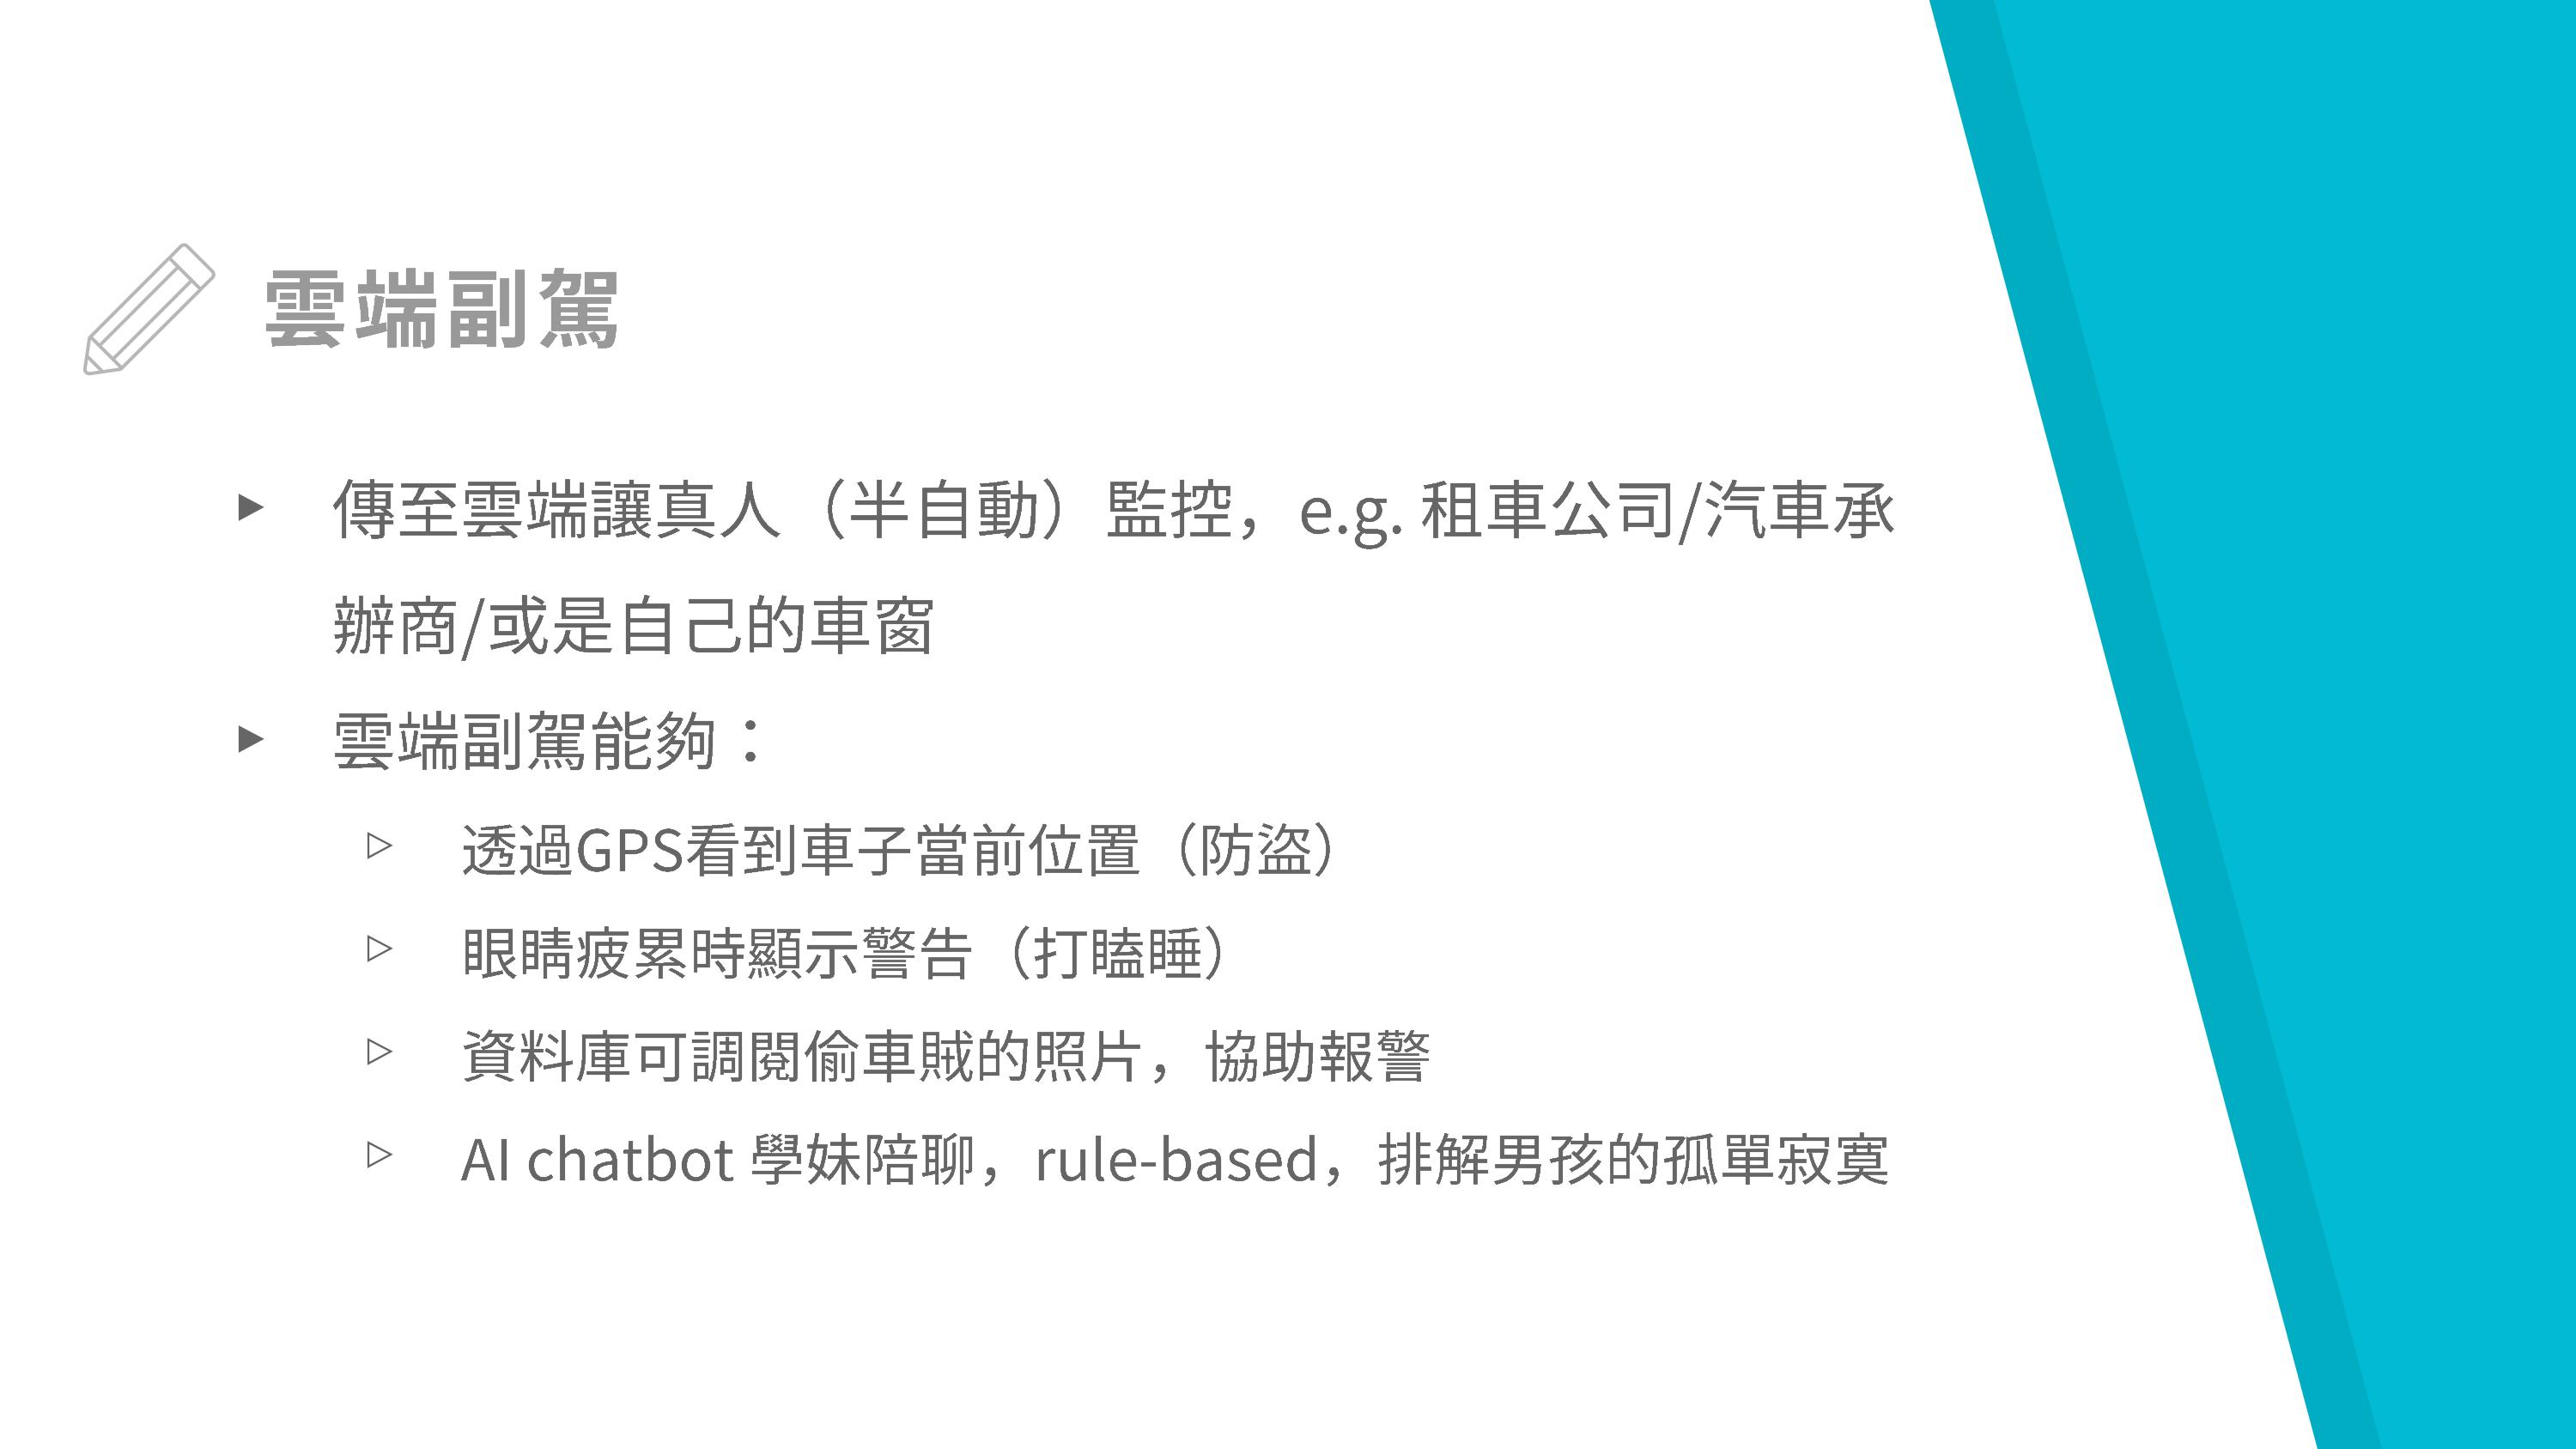 雲端副駕
► 傳至雲端讓真人（半自動）監控，e.g. 租車公司/汽車承
辦商/或是自己的車窗
► 雲端副駕能夠：
▷ 透過GPS看到車子當前位置（防盜）
▷ 眼睛疲累時顯示警告（打瞌睡）
▷ 資料庫可調閱偷車賊的照片，協助報警
▷ AI chatbot 學妹陪聊，rule-based，排解男孩的孤單寂寞